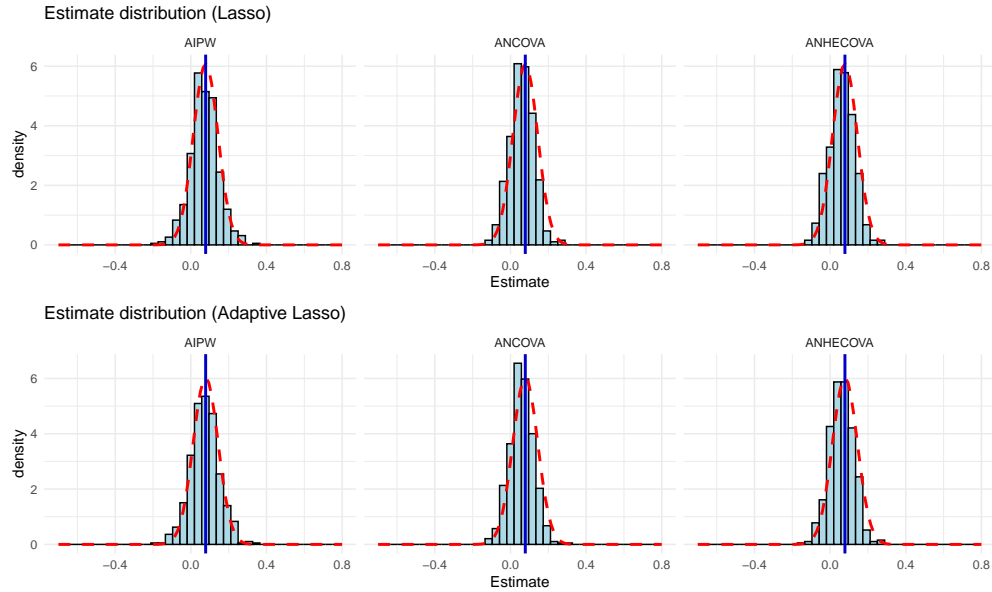 Estimate distribution (Lasso)
AIPW ANCOVA ANHECOVA
density
6
4
2
0
−0.4 0.0 0.4 0.8 −0.4 0.0 0.4 0.8 −0.4 0.0 0.4 0.8
Estimate
Estimate distribution (Adaptive Lasso)
AIPW ANCOVA ANHECOVA
density
6
4
2
0
−0.4 0.0 0.4 0.8 −0.4 0.0 0.4 0.8 −0.4 0.0 0.4 0.8
Estimate